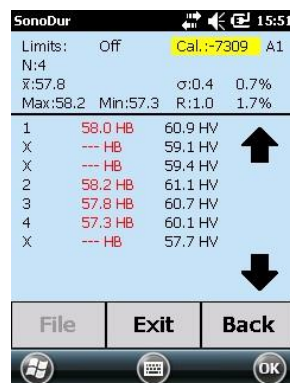 SonoDur 15:51
Limits: Off Cal.:-7309 A1
N:4
x̄:57.8 σ:0.4 0.7%
Max:58.2 Min:57.3 R:1.0 1.7%
1 58.0 HB 60.9 HV
X --- HB 59.1 HV
X --- HB 59.4 HV
2 58.2 HB 61.1 HV
3 57.8 HB 60.7 HV
4 57.3 HB 60.1 HV
X --- HB 57.7 HV
File Exit Back
OK